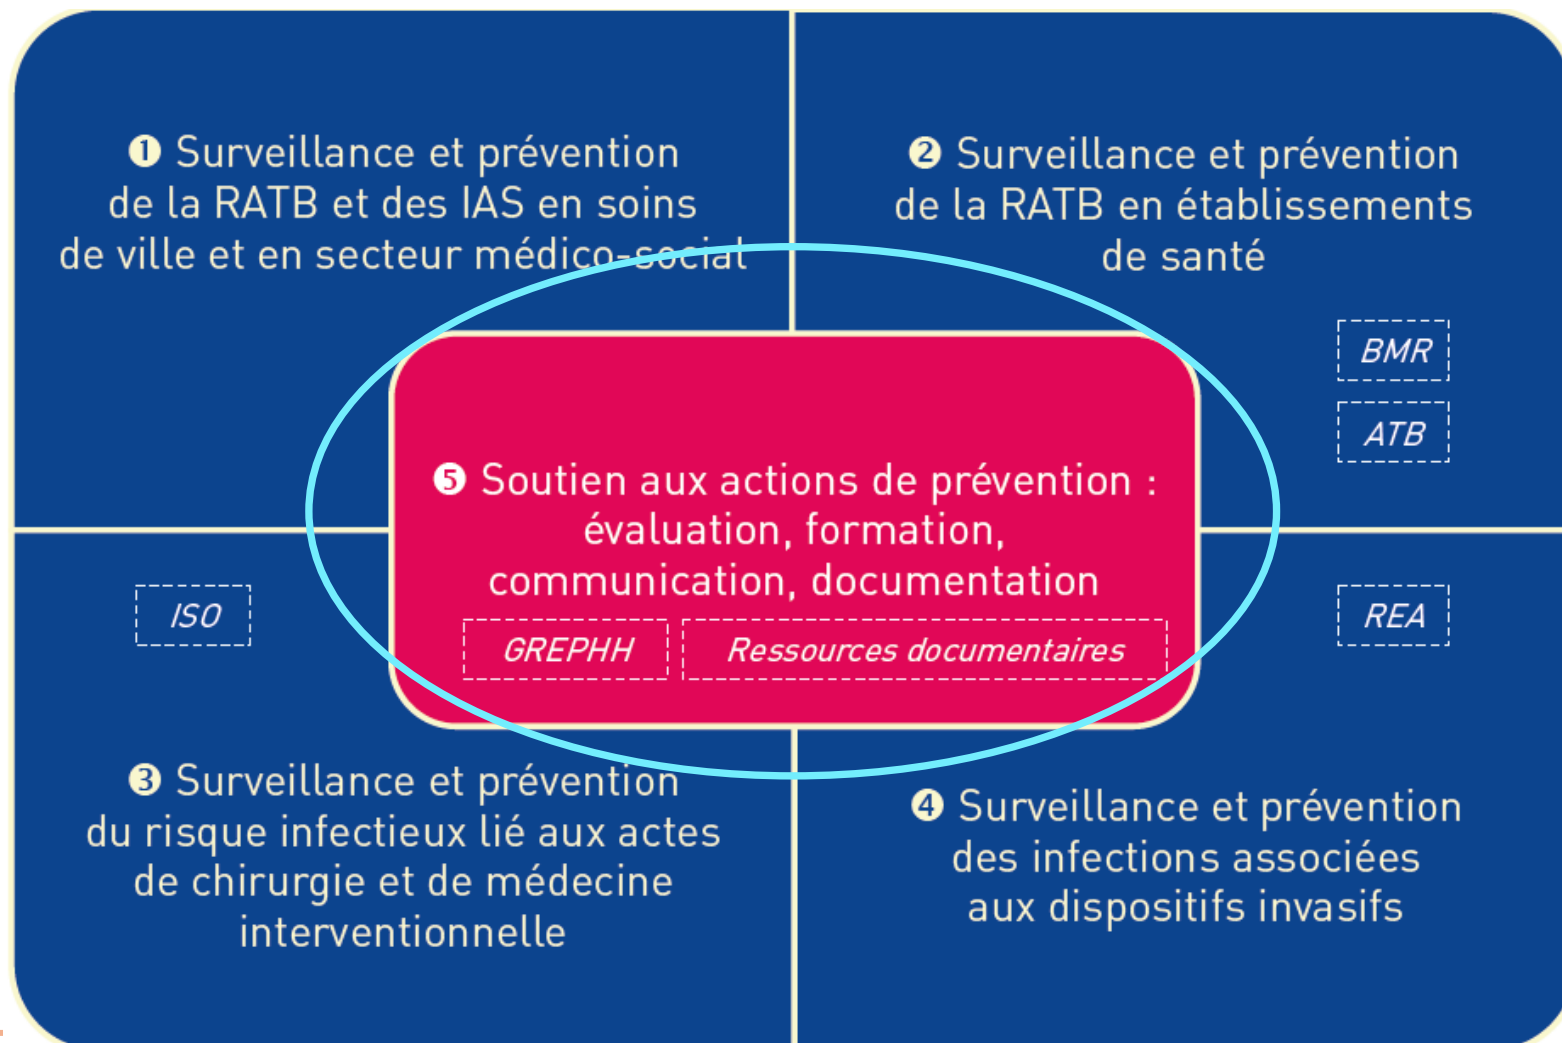 ❶ Surveillance et prévention
de la RATB et des IAS en soins
de ville et en secteur médico-social
❷ Surveillance et prévention
de la RATB en établissements
de santé
BMR
ATB
❺ Soutien aux actions de prévention :
évaluation, formation,
communication, documentation
GREPHH
Ressources documentaires
ISO
❸ Surveillance et prévention
du risque infectieux lié aux actes
de chirurgie et de médecine
interventionnelle
REA
❹ Surveillance et prévention
des infections associées
aux dispositifs invasifs